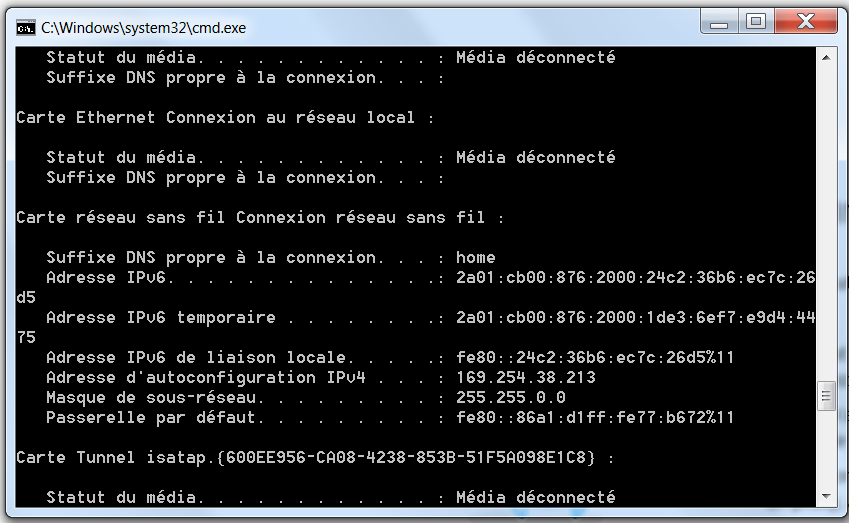 C:\Windows\system32\cmd.exe
Statut du média. . . . . . . . . . . . : Média déconnecté
Suffixe DNS propre à la connexion. . . :
Carte Ethernet Connexion au réseau local :
Statut du média. . . . . . . . . . . . : Média déconnecté
Suffixe DNS propre à la connexion. . . :
Carte réseau sans fil Connexion réseau sans fil :
Suffixe DNS propre à la connexion. . . : home
Adresse IPv6. . . . . . . . . . . . . .: 2a01:cb00:876:2000:24c2:36b6:ec7c:26
d5
Adresse IPv6 temporaire . . . . . . . .: 2a01:cb00:876:2000:1de3:6ef7:e9d4:44
75
Adresse IPv6 de liaison locale. . . . .: fe80::24c2:36b6:ec7c:26d5%11
Adresse d'autoconfiguration IPv4 . . . : 169.254.38.213
Masque de sous-réseau. . . . . . . . . : 255.255.0.0
Passerelle par défaut. . . . . . . . . : fe80::86a1:d1ff:fe77:b672%11
Carte Tunnel isatap.{600EE956-CA08-4238-853B-51F5A098E1C8} :
Statut du média. . . . . . . . . . . . : Média déconnecté